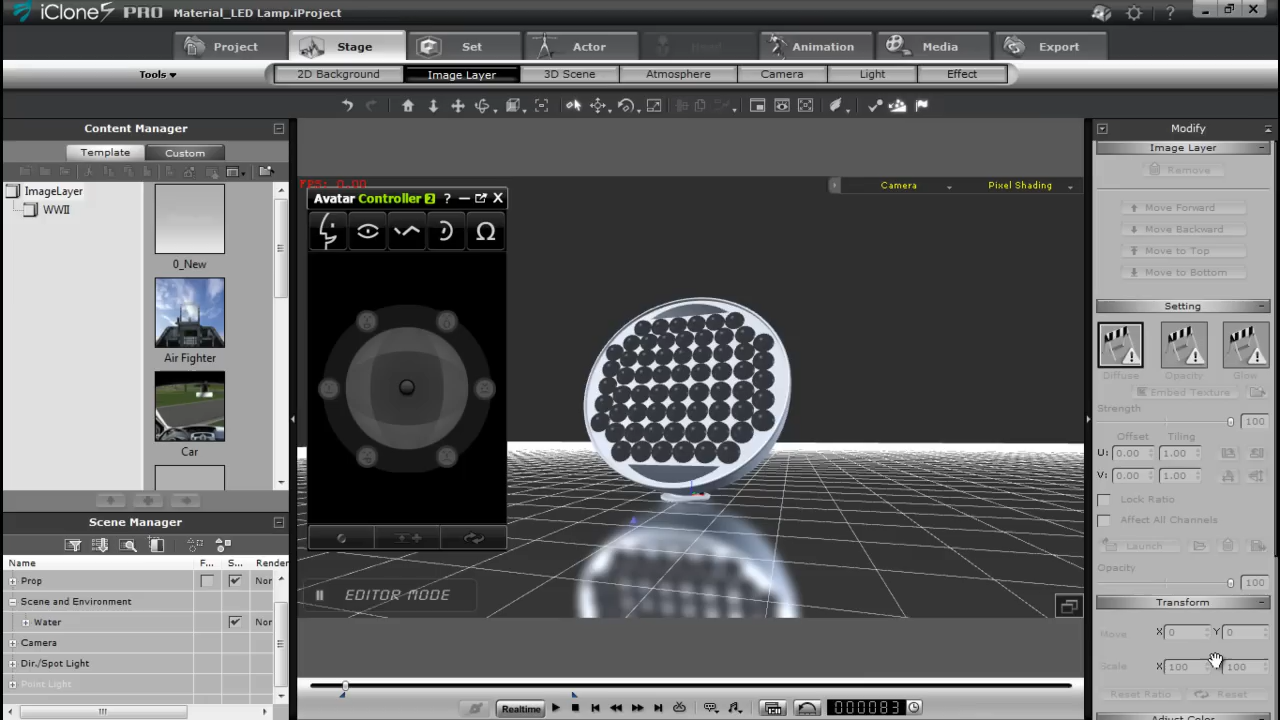 iClone5 PRO Material_LED Lamp.iProject
Project Stage Set Actor Animation Media Export
Tools 2D Background Image Layer 3D Scene Atmosphere Camera Light Effect
Content Manager
Template Custom
ImageLayer
WWII
0_New
Air Fighter
Car
Scene Manager
Name F... S... Render
Prop Nor
Scene and Environment
Water Nor
Camera
Dir./Spot Light
Point Light
FPS: 0.00
Camera Pixel Shading
Avatar Controller 2 ?
EDITOR MODE
Realtime 000083
Modify
Image Layer
Remove
Move Forward
Move Backward
Move to Top
Move to Bottom
Setting
Diffuse Opacity Glow
Embed Texture
Strength
100
Offset Tiling
U: 0.00 1.00
V: 0.00 1.00
Lock Ratio
Affect All Channels
Launch
Opacity
100
Transform
Move X 0 Y 0
Scale X 100 100
Reset Ratio Reset
Adjust Color